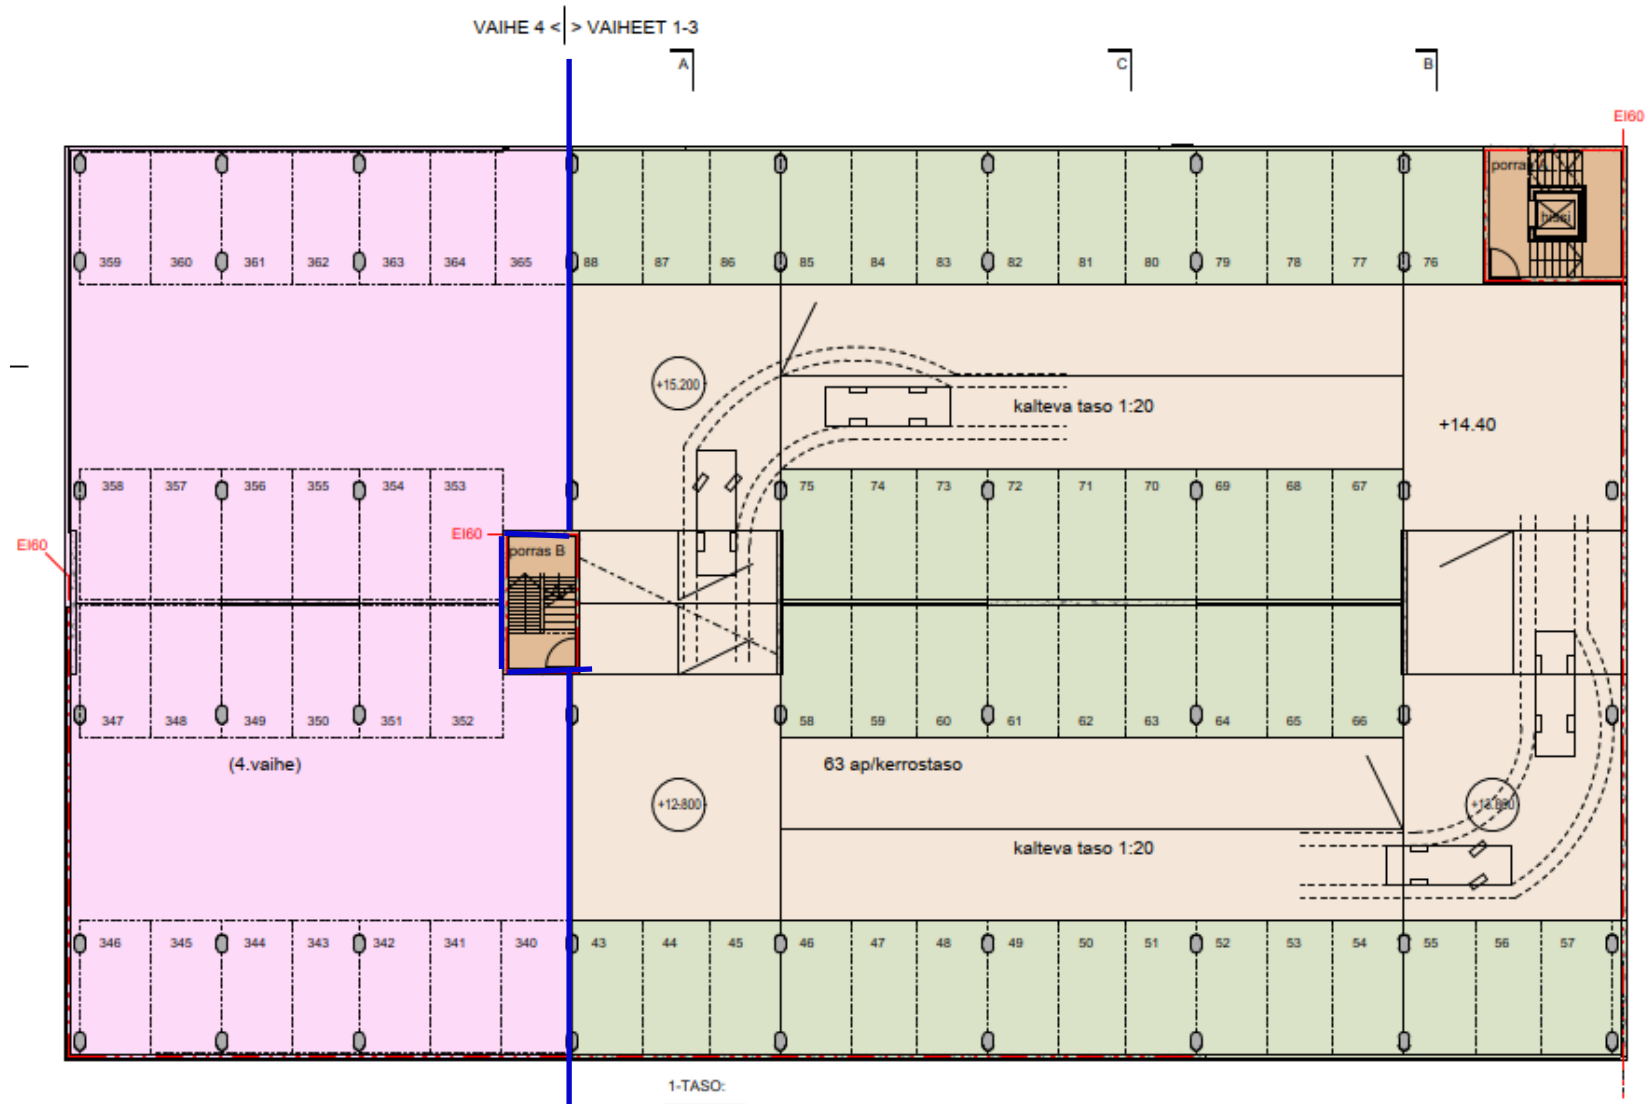 VAIHE 4 < > VAIHEET 1-3
A C B
EI60
porras A
hissi
359 360 361 362 363 364 365 88 87 86 85 84 83 82 81 80 79 78 77 76
+15.200
kalteva taso 1:20
+14.40
358 357 356 355 354 353 75 74 73 72 71 70 69 68 67
EI60
EI60
porras B
347 348 349 350 351 352 58 59 60 61 62 63 64 65 66
(4.vaihe)
63 ap/kerrostaso
+12.800
kalteva taso 1:20
346 345 344 343 342 341 340 43 44 45 46 47 48 49 50 51 52 53 54 55 56 57
1-TASO: